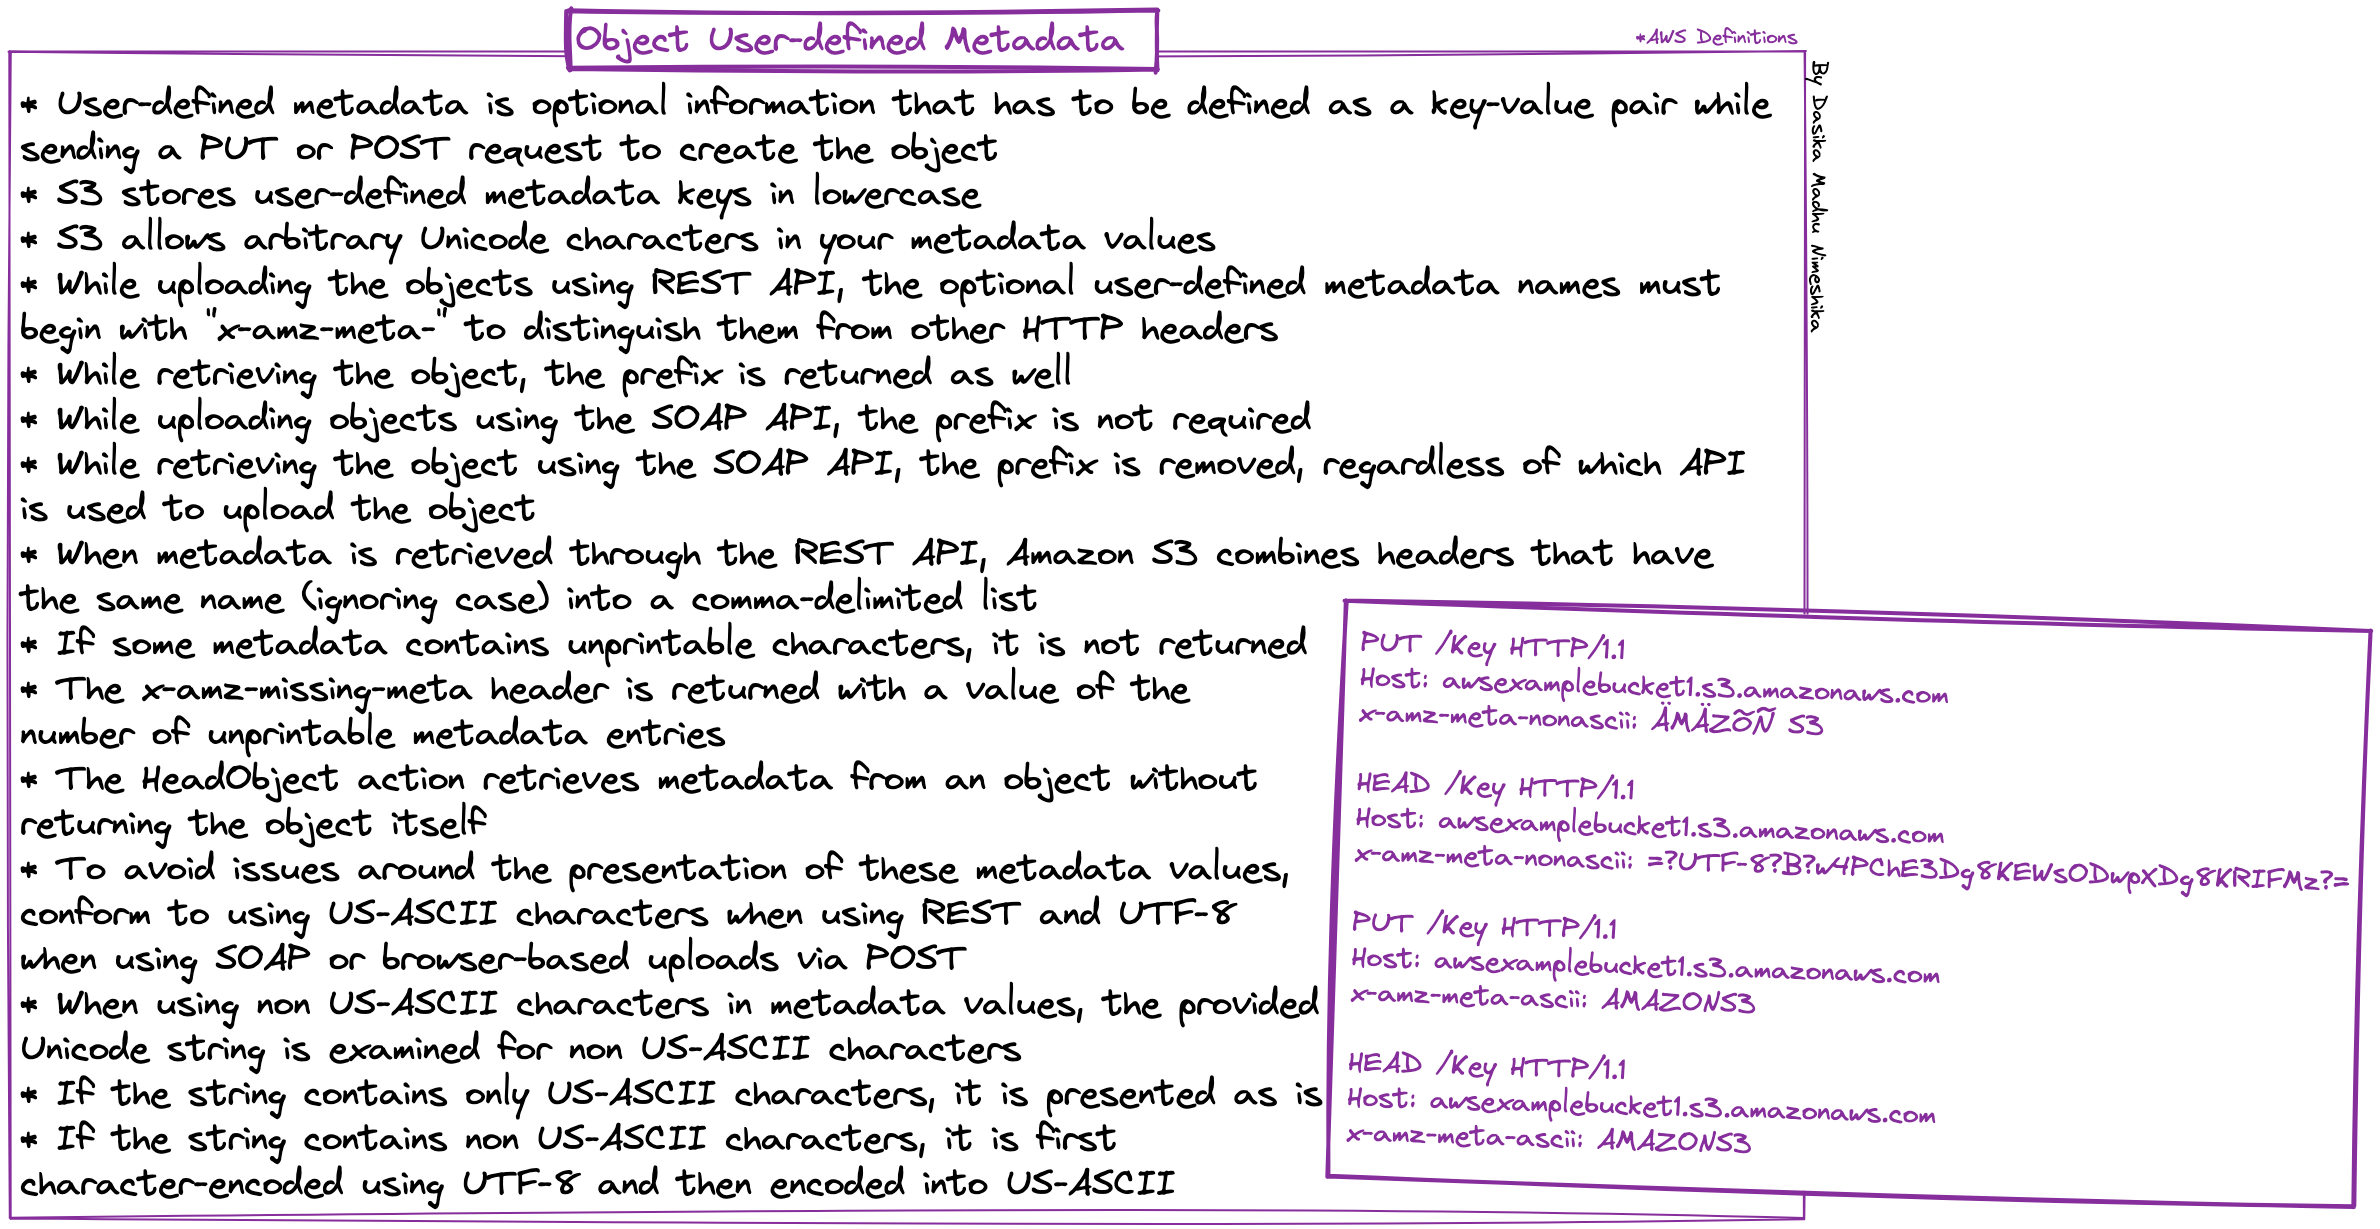 Object User-defined Metadata
*AWS Definitions
By Dasika Madhu Nimeshika
* User-defined metadata is optional information that has to be defined as a key-value pair while
sending a PUT or POST request to create the object
* S3 stores user-defined metadata keys in lowercase
* S3 allows arbitrary Unicode characters in your metadata values
* While uploading the objects using REST API, the optional user-defined metadata names must
begin with "x-amz-meta-" to distinguish them from other HTTP headers
* While retrieving the object, the prefix is returned as well
* While uploading objects using the SOAP API, the prefix is not required
* While retrieving the object using the SOAP API, the prefix is removed, regardless of which API
is used to upload the object
* When metadata is retrieved through the REST API, Amazon S3 combines headers that have
the same name (ignoring case) into a comma-delimited list
* If some metadata contains unprintable characters, it is not returned
* The x-amz-missing-meta header is returned with a value of the
number of unprintable metadata entries
* The HeadObject action retrieves metadata from an object without
returning the object itself
* To avoid issues around the presentation of these metadata values,
conform to using US-ASCII characters when using REST and UTF-8
when using SOAP or browser-based uploads via POST
* When using non US-ASCII characters in metadata values, the provided
Unicode string is examined for non US-ASCII characters
* If the string contains only US-ASCII characters, it is presented as is
* If the string contains non US-ASCII characters, it is first
character-encoded using UTF-8 and then encoded into US-ASCII
PUT /Key HTTP/1.1
Host: awsexamplebucket1.s3.amazonaws.com
x-amz-meta-nonascii: ÄMÄZÕÑ S3
HEAD /Key HTTP/1.1
Host: awsexamplebucket1.s3.amazonaws.com
x-amz-meta-nonascii: =?UTF-8?B?w4PChE3Dg8KEWsODwpXDg8KRIFMz?=
PUT /Key HTTP/1.1
Host: awsexamplebucket1.s3.amazonaws.com
x-amz-meta-ascii: AMAZONS3
HEAD /Key HTTP/1.1
Host: awsexamplebucket1.s3.amazonaws.com
x-amz-meta-ascii: AMAZONS3